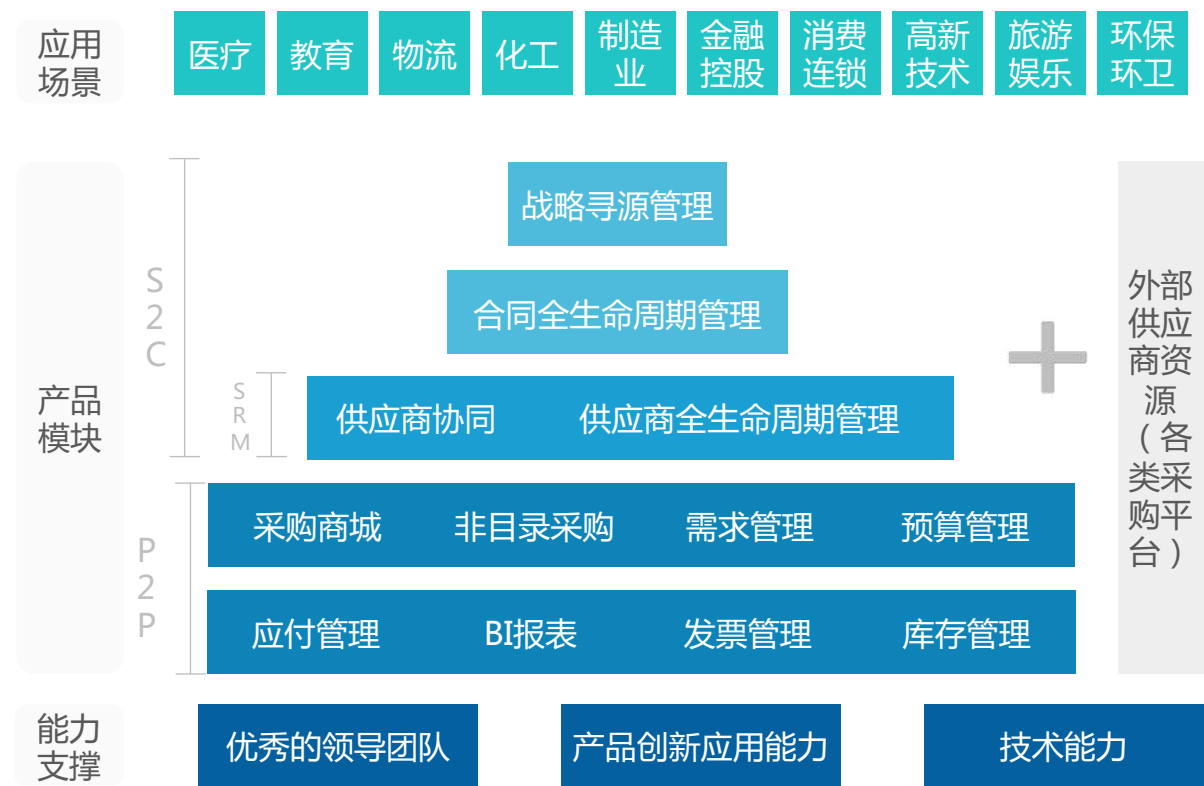 应用
场景
医疗
教育
物流
化工
制造
业
金融
控股
消费
连锁
高新
技术
旅游
娱乐
环保
环卫
产品
模块
S
2
C
战略寻源管理
合同全生命周期管理
S
R
M
供应商协同 供应商全生命周期管理
P
2
P
采购商城 非目录采购 需求管理 预算管理
应付管理 BI报表 发票管理 库存管理
外部
供应
商资
源
（各
类采
购平
台）
能力
支撑
优秀的领导团队
产品创新应用能力
技术能力